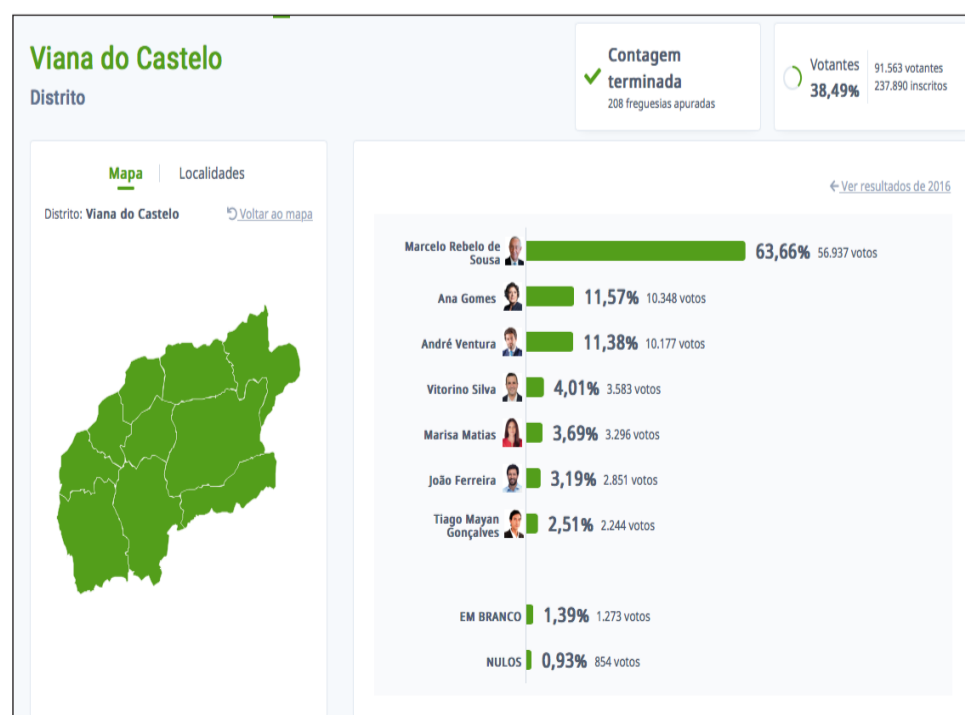 Viana do Castelo
Distrito
Contagem
terminada
208 freguesias apuradas
Votantes
38,49%
91.563 votantes
237.890 inscritos
Mapa
Localidades
Distrito: Viana do Castelo
Voltar ao mapa
Ver resultados de 2016
Marcelo Rebelo de
Sousa
63,66% 56.937 votos
Ana Gomes 11,57% 10.348 votos
André Ventura 11,38% 10.177 votos
Vitorino Silva 4,01% 3.583 votos
Marisa Matias 3,69% 3.296 votos
João Ferreira 3,19% 2.851 votos
Tiago Mayan
Gonçalves
2,51% 2.244 votos
EM BRANCO 1,39% 1.273 votos
NULOS 0,93% 854 votos